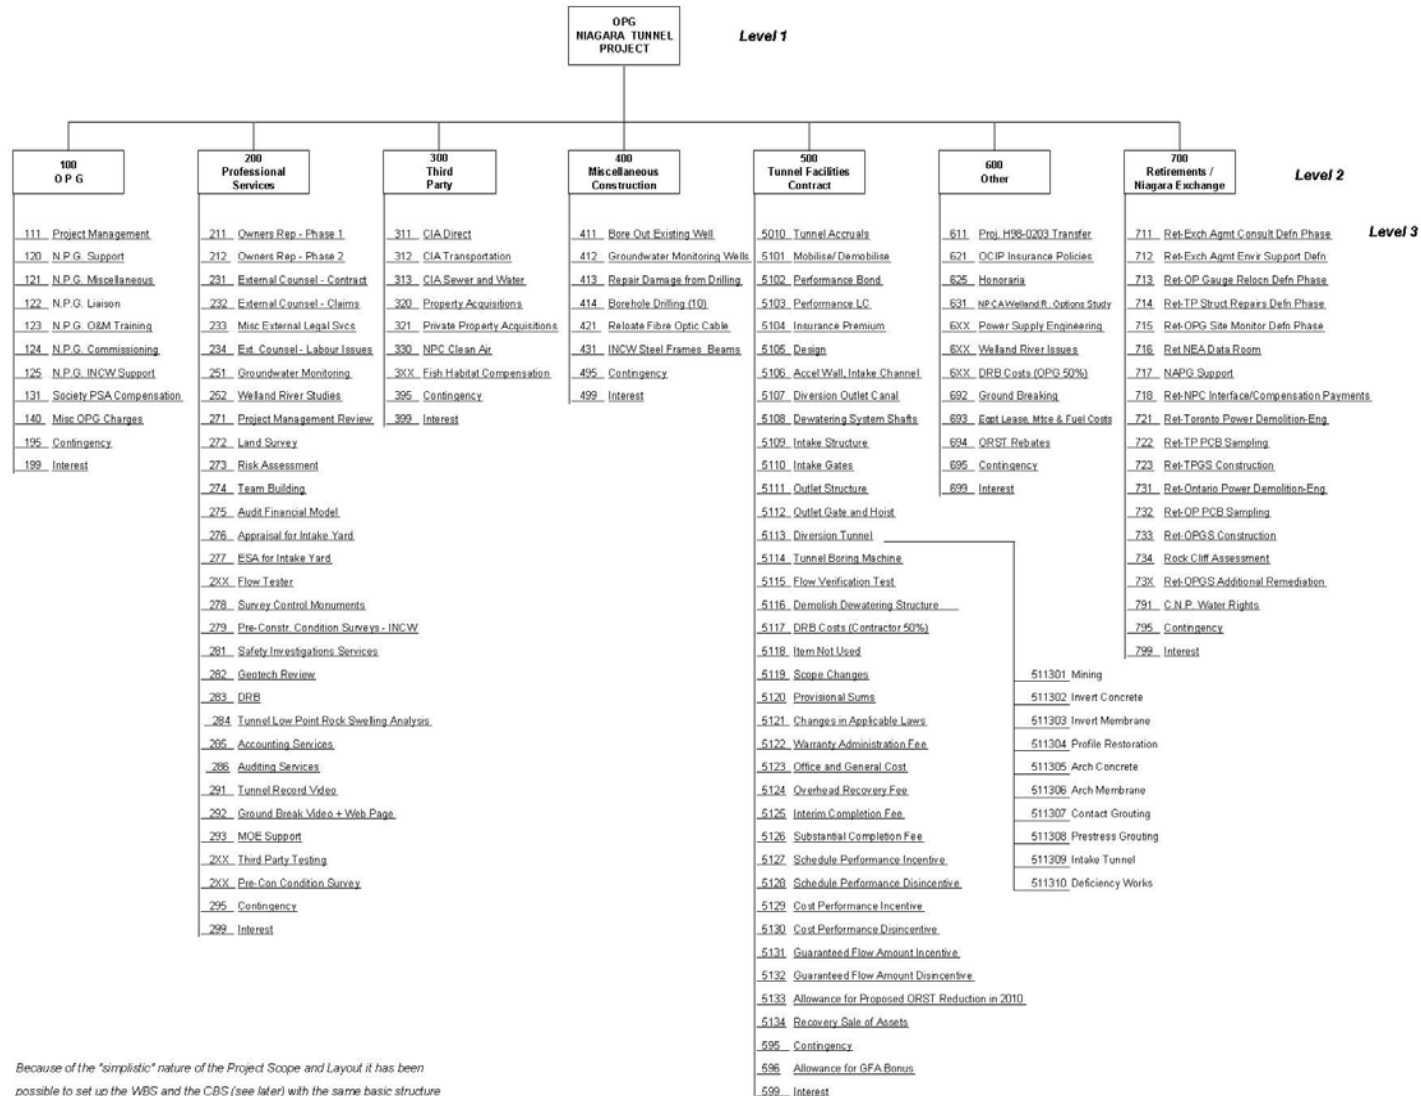 OPG
NIAGARA TUNNEL
PROJECT
Level 1
100
O P G
200
Professional
Services
300
Third
Party
400
Miscellaneous
Construction
500
Tunnel Facilities
Contract
600
Other
700
Retirements /
Niagara Exchange
Level 2
Level 3
111 Project Management
120 N.P.G. Support
121 N.P.G. Miscellaneous
122 N.P.G. Liaison
123 N.P.G. O&M Training
124 N.P.G. Commissioning
125 N.P.G. INCW Support
131 Society PSA Compensation
140 Misc OPG Charges
195 Contingency
199 Interest
211 Owners Rep - Phase 1
212 Owners Rep - Phase 2
231 External Counsel - Contract
232 External Counsel - Claims
233 Misc External Legal Svcs
234 Ext. Counsel - Labour Issues
251 Groundwater Monitoring
252 Welland River Studies
271 Project Management Review
272 Land Survey
273 Risk Assessment
274 Team Building
275 Audit Financial Model
276 Appraisal for Intake Yard
277 ESA for Intake Yard
2XX Flow Tester
278 Survey Control Monuments
279 Pre-Constr. Condition Surveys - INCW
281 Safety Investigations Services
282 Geotech Review
283 DRB
284 Tunnel Low Point Rock Swelling Analysis
285 Accounting Services
286 Auditing Services
291 Tunnel Record Video
292 Ground Break Video + Web Page
293 MOE Support
2XX Third Party Testing
2XX Pre-Con Condition Survey
295 Contingency
299 Interest
311 CIA Direct
312 CIA Transportation
313 CIA Sewer and Water
320 Property Acquisitions
321 Private Property Acquisitions
330 NPC Clean Air
3XX Fish Habitat Compensation
395 Contingency
399 Interest
411 Bore Out Existing Well
412 Groundwater Monitoring Wells
413 Repair Damage from Drilling
414 Borehole Drilling (10)
421 Reloate Fibre Optic Cable
431 INCW Steel Frames Beams
495 Contingency
499 Interest
5010 Tunnel Accruals
5101 Mobilise/ Demobilise
5102 Performance Bond
5103 Performance LC
5104 Insurance Premium
5105 Design
5106 Accel Wall, Intake Channel
5107 Diversion Outlet Canal
5108 Dewatering System Shafts
5109 Intake Structure
5110 Intake Gates
5111 Outlet Structure
5112 Outlet Gate and Hoist
5113 Diversion Tunnel
5114 Tunnel Boring Machine
5115 Flow Verification Test
5116 Demolish Dewatering Structure
5117 DRB Costs (Contractor 50%)
5118 Item Not Used
5119 Scope Changes
5120 Provisional Sums
5121 Changes in Applicable Laws
5122 Warranty Administration Fee
5123 Office and General Cost
5124 Overhead Recovery Fee
5125 Interim Completion Fee
5126 Substantial Completion Fee
5127 Schedule Performance Incentive
5128 Schedule Performance Disincentive
5129 Cost Performance Incentive
5130 Cost Performance Disincentive
5131 Guaranteed Flow Amount Incentive
5132 Guaranteed Flow Amount Disincentive
5133 Allowance for Proposed ORST Reduction in 2010
5134 Recovery Sale of Assets
595 Contingency
596 Allowance for GFA Bonus
599 Interest
511301 Mining
511302 Invert Concrete
511303 Invert Membrane
511304 Profile Restoration
511305 Arch Concrete
511306 Arch Membrane
511307 Contact Grouting
511308 Prestress Grouting
511309 Intake Tunnel
511310 Deficiency Works
611 Proj. H98-0203 Transfer
621 OCIP Insurance Policies
625 Honoraria
631 NPCA Welland R. Options Study
6XX Power Supply Engineering
6XX Welland River Issues
6XX DRB Costs (OPG 50%)
692 Ground Breaking
693 Eqpt Lease, Mtce & Fuel Costs
694 ORST Rebates
695 Contingency
699 Interest
711 Ret-Exch Agmt Consult Defn Phase
712 Ret-Exch Agmt Envir Support Defn
713 Ret-OP Gauge Relocn Defn Phase
714 Ret-TP Struct Repairs Defn Phase
715 Ret-OPG Site Monitor Defn Phase
716 Ret NEA Data Room
717 NAPG Support
718 Ret-NPC Interface/Compensation Payments
721 Ret-Toronto Power Demolition-Eng
722 Ret-TP PCB Sampling
723 Ret-TPGS Construction
731 Ret-Ontario Power Demolition-Eng
732 Ret-OP PCB Sampling
733 Ret-OPGS Construction
734 Rock Cliff Assessment
73X Ret-OPGS Additional Remediation
791 C.N.P. Water Rights
795 Contingency
799 Interest
Because of the "simplistic" nature of the Project Scope and Layout it has been
possible to set up the WBS and the CBS (see later) with the same basic structure